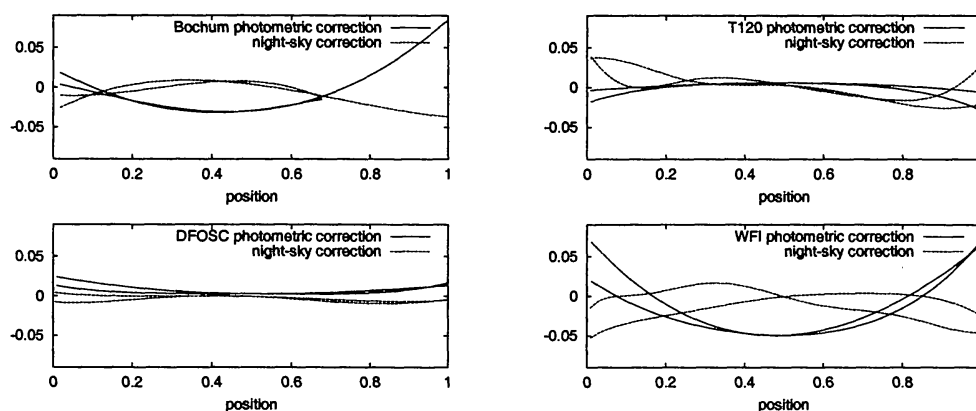 Bochum photometric correction
night-sky correction
0.05
0
-0.05
0 0.2 0.4 0.6 0.8 1
position
T120 photometric correction
night-sky correction
0.05
0
-0.05
0 0.2 0.4 0.6 0.8
position
DFOSC photometric correction
night-sky correction
0.05
0
-0.05
0 0.2 0.4 0.6 0.8 1
position
WFI photometric correction
night-sky correction
0.05
0
-0.05
0 0.2 0.4 0.6 0.8
position